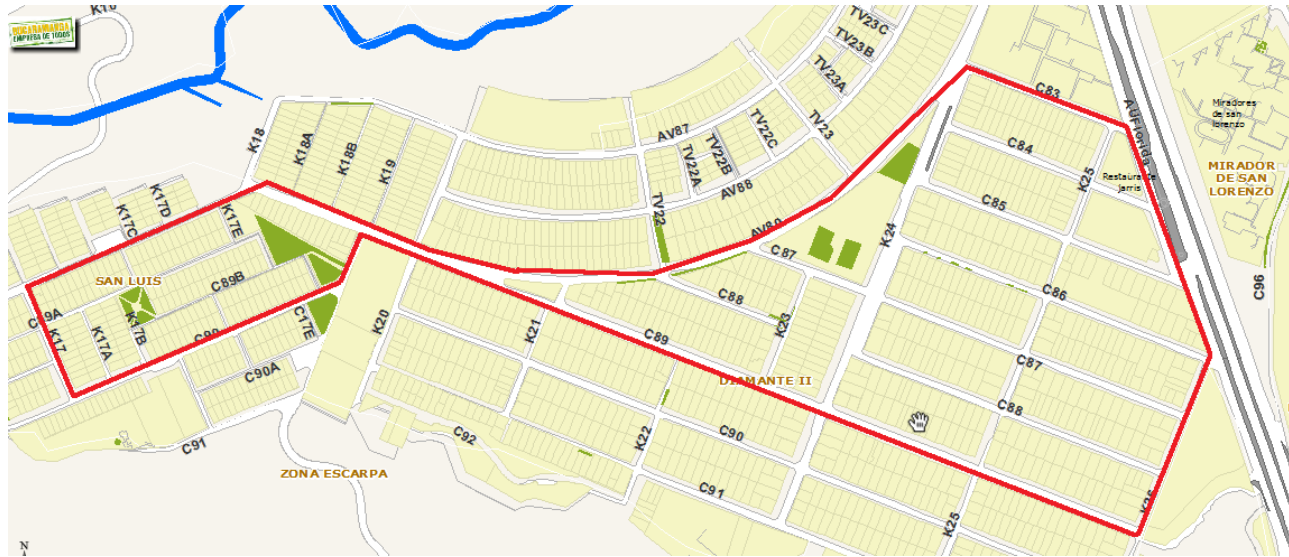 K16
BUCARAMANGA
EMPRESA DE TODOS
TV23C
TV23B
TV23A
TV23
C83
AUFlorida
Miradores
de san
lorenzo
MIRADOR
DE SAN
LORENZO
K18
K18A
K18B
K19
AV87
TV22C
TV22B
TV22A
AV88
C84
K25
Restaurante
Jarris
C85
K17D
K17C
K17E
TV22
AV89
C87
K24
SAN LUIS
C89B
C88
C86
C96
C89A
K17
K17A
K17B
C90
C17E
K20
K21
C89
K23
C87
C90A
DIAMANTE II
C88
C91
C92
K22
C90
ZONA ESCARPA
C91
K25
K26
N